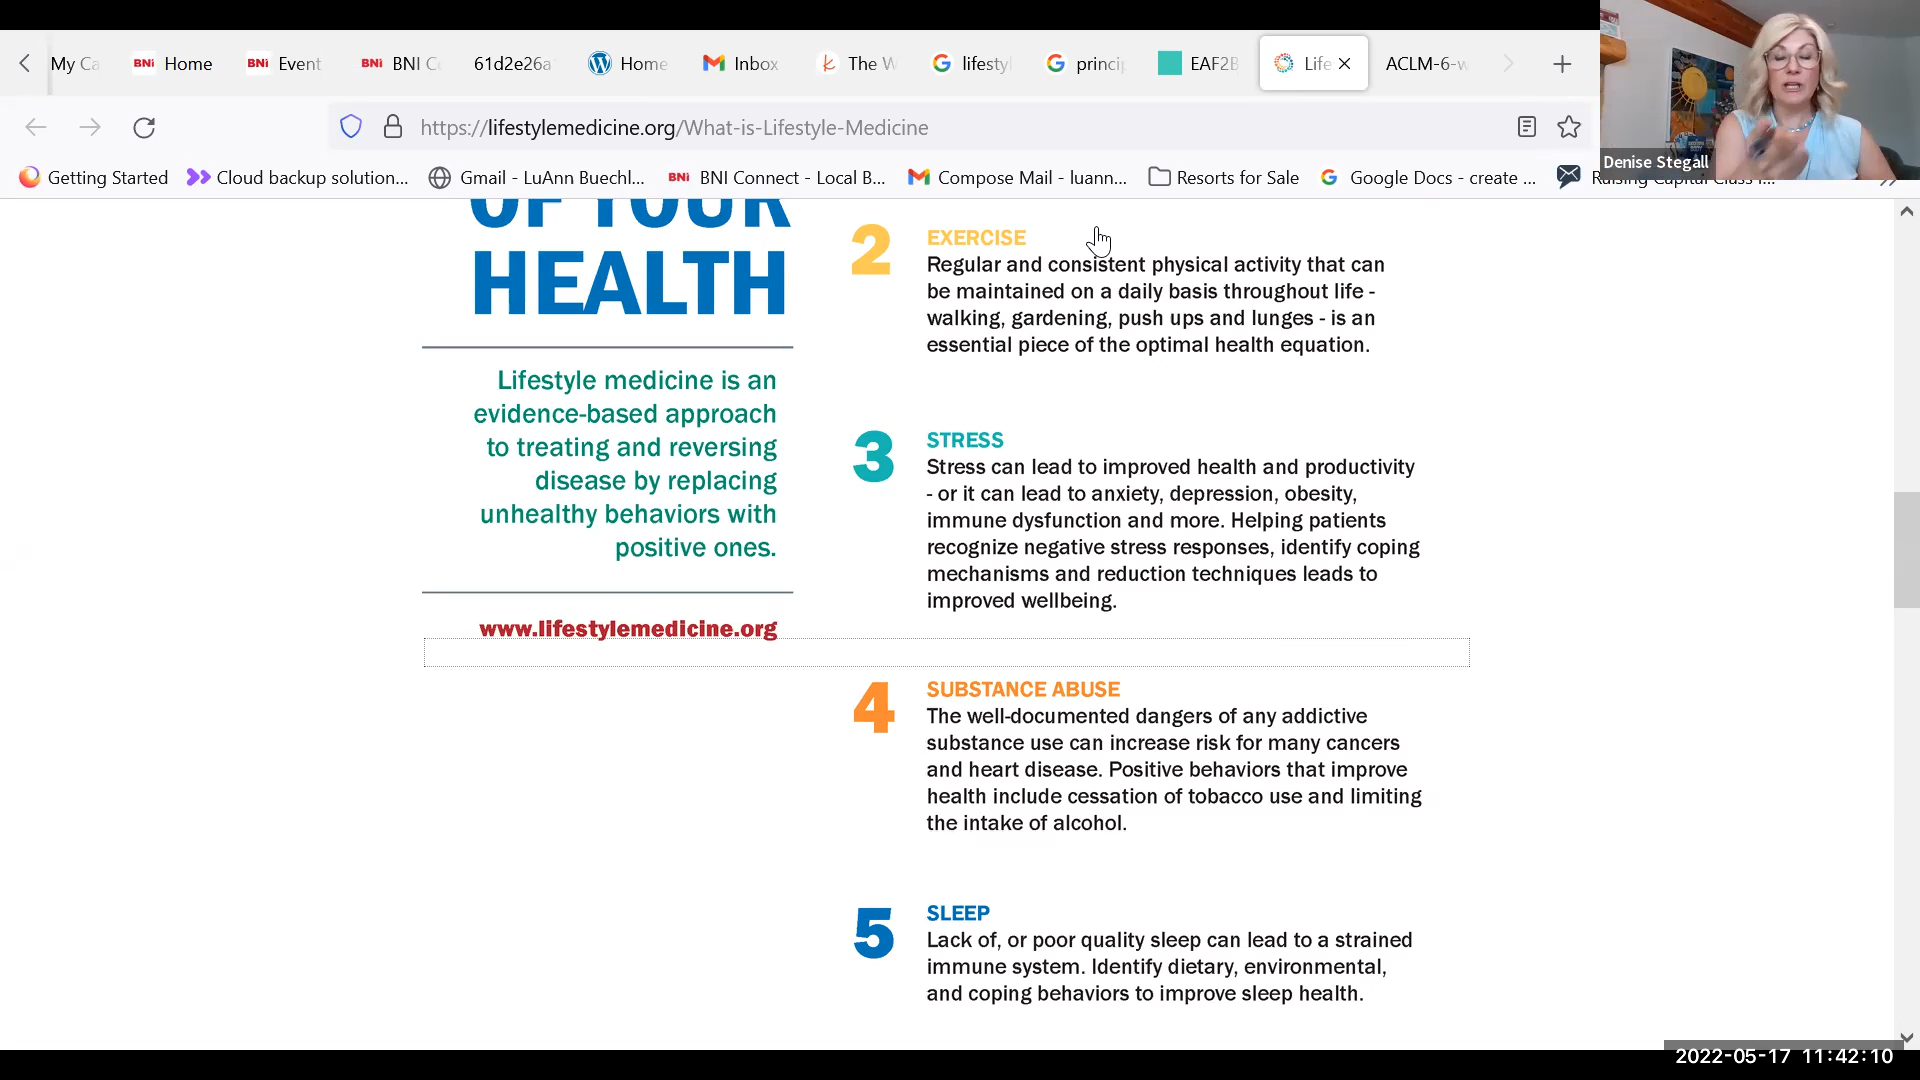 My Ca
BNI Home
BNI Event
BNI BNI C
61d2e26a
Home
Inbox
The W
lifestyl
princi
EAF2B
Life
ACLM-6-w
https://lifestylemedicine.org/What-is-Lifestyle-Medicine
Getting Started
Cloud backup solution...
Gmail - LuAnn Buechl...
BNI BNI Connect - Local B...
Compose Mail - luann...
Resorts for Sale
Google Docs - create ...
Raising Capital Class f...
Denise Stegall
OF YOUR
HEALTH
Lifestyle medicine is an
evidence-based approach
to treating and reversing
disease by replacing
unhealthy behaviors with
positive ones.
www.lifestylemedicine.org
2 EXERCISE
Regular and consistent physical activity that can
be maintained on a daily basis throughout life -
walking, gardening, push ups and lunges - is an
essential piece of the optimal health equation.
3 STRESS
Stress can lead to improved health and productivity
- or it can lead to anxiety, depression, obesity,
immune dysfunction and more. Helping patients
recognize negative stress responses, identify coping
mechanisms and reduction techniques leads to
improved wellbeing.
4 SUBSTANCE ABUSE
The well-documented dangers of any addictive
substance use can increase risk for many cancers
and heart disease. Positive behaviors that improve
health include cessation of tobacco use and limiting
the intake of alcohol.
5 SLEEP
Lack of, or poor quality sleep can lead to a strained
immune system. Identify dietary, environmental,
and coping behaviors to improve sleep health.
2022-05-17 11:42:10